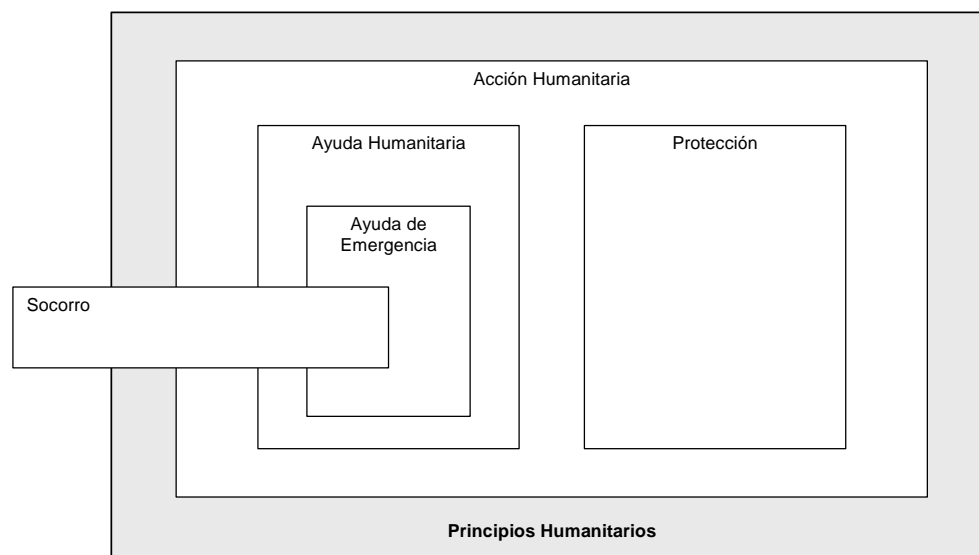 Acción Humanitaria
Ayuda Humanitaria
Protección
Ayuda de
Emergencia
Socorro
Principios Humanitarios